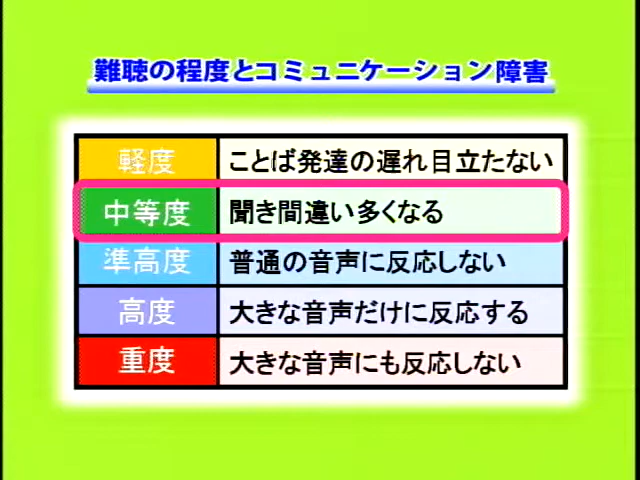 難聴の程度とコミュニケーション障害
軽度 ことば発達の遅れ目立たない
中等度 聞き間違い多くなる
準高度 普通の音声に反応しない
高度 大きな音声だけに反応する
重度 大きな音声にも反応しない